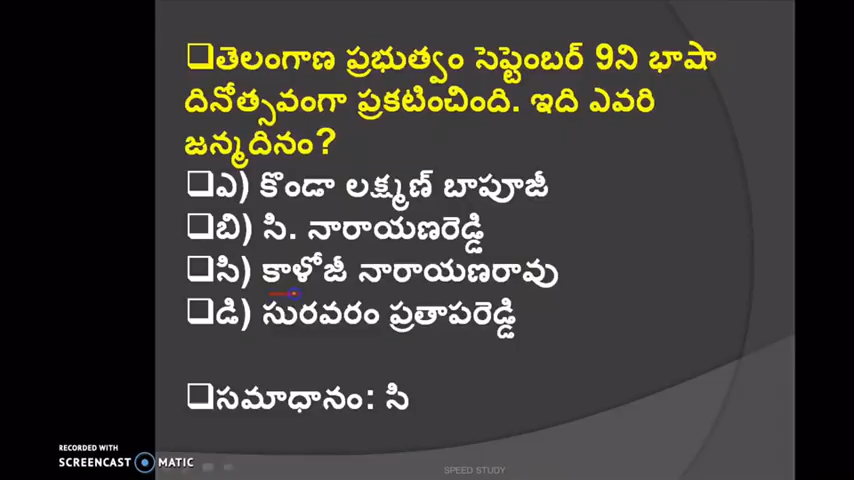 తెలంగాణ ప్రభుత్వం సెప్టెంబర్ 9ని భాషా
దినోత్సవంగా ప్రకటించింది. ఇది ఎవరి
జన్మదినం?
ఎ) కొండా లక్ష్మణ్ బాపూజీ
బి) సి. నారాయణరెడ్డి
సి) కాళోజీ నారాయణరావు
డి) సురవరం ప్రతాపరెడ్డి
సమాధానం: సి
RECORDED WITH
SCREENCAST MATIC
SPEED STUDY